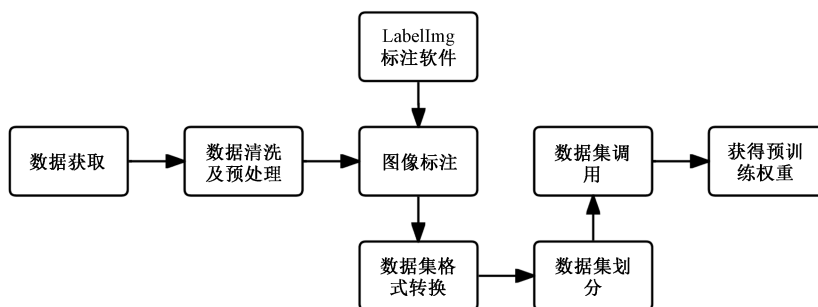 LabelImg
标注软件
数据获取
数据清洗
及预处理
图像标注
数据集调
用
获得预训
练权重
数据集格
式转换
数据集划
分